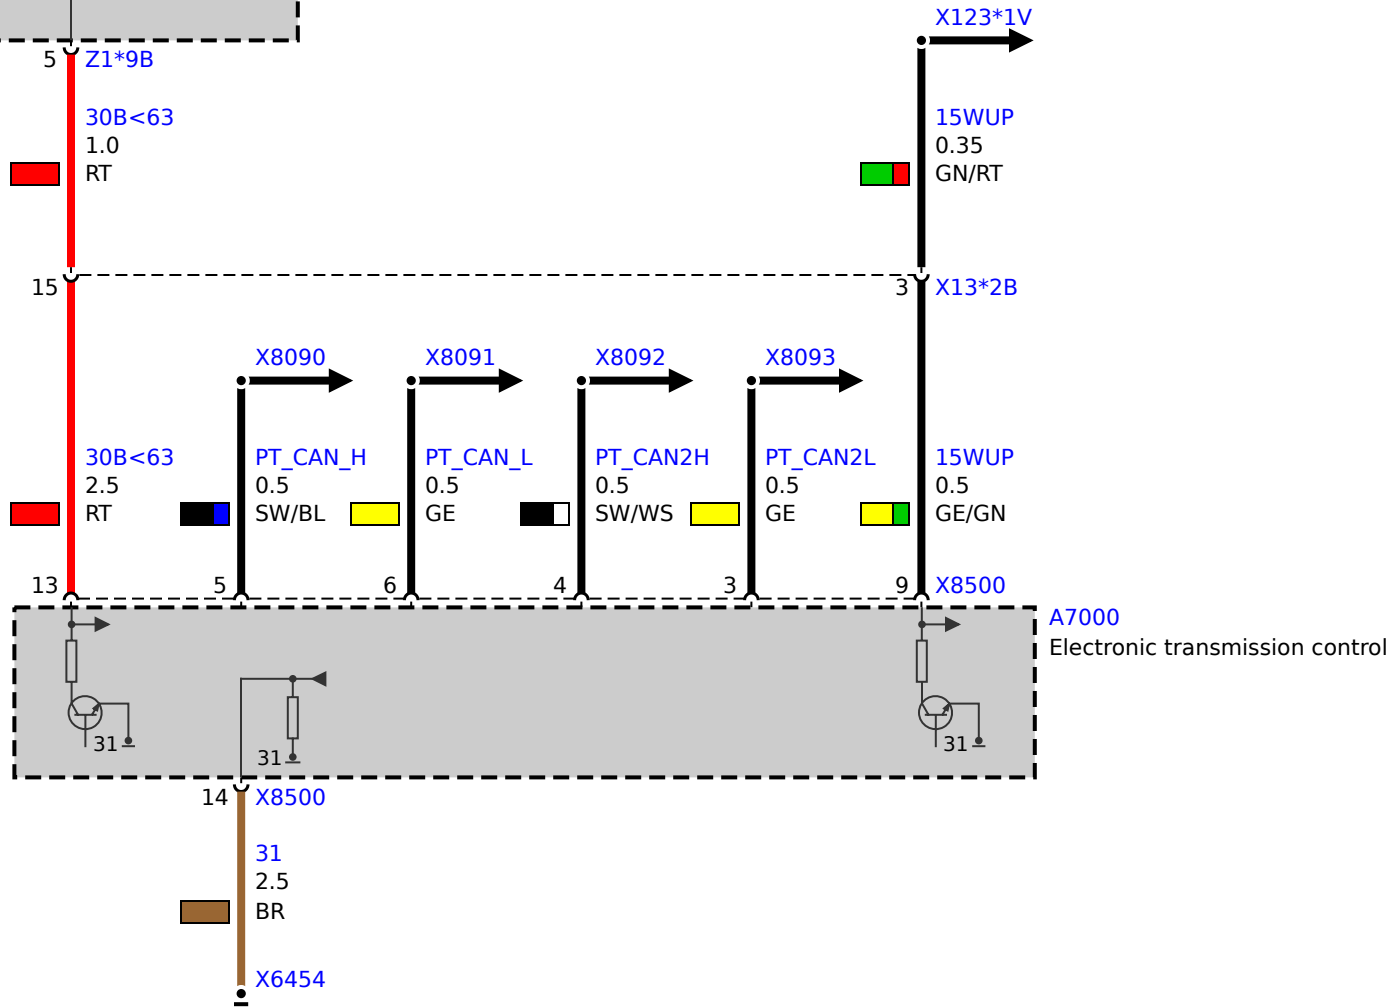 X123*1V
5 Z1*9B
30B<63
1.0
RT
15WUP
0.35
GN/RT
15
3 X13*2B
X8090
X8091
X8092
X8093
30B<63
2.5
RT
PT_CAN_H
0.5
SW/BL
PT_CAN_L
0.5
GE
PT_CAN2H
0.5
SW/WS
PT_CAN2L
0.5
GE
15WUP
0.5
GE/GN
13 5 6 4 3 9 X8500
A7000
Electronic transmission control
31
31
31
14 X8500
31
2.5
BR
X6454